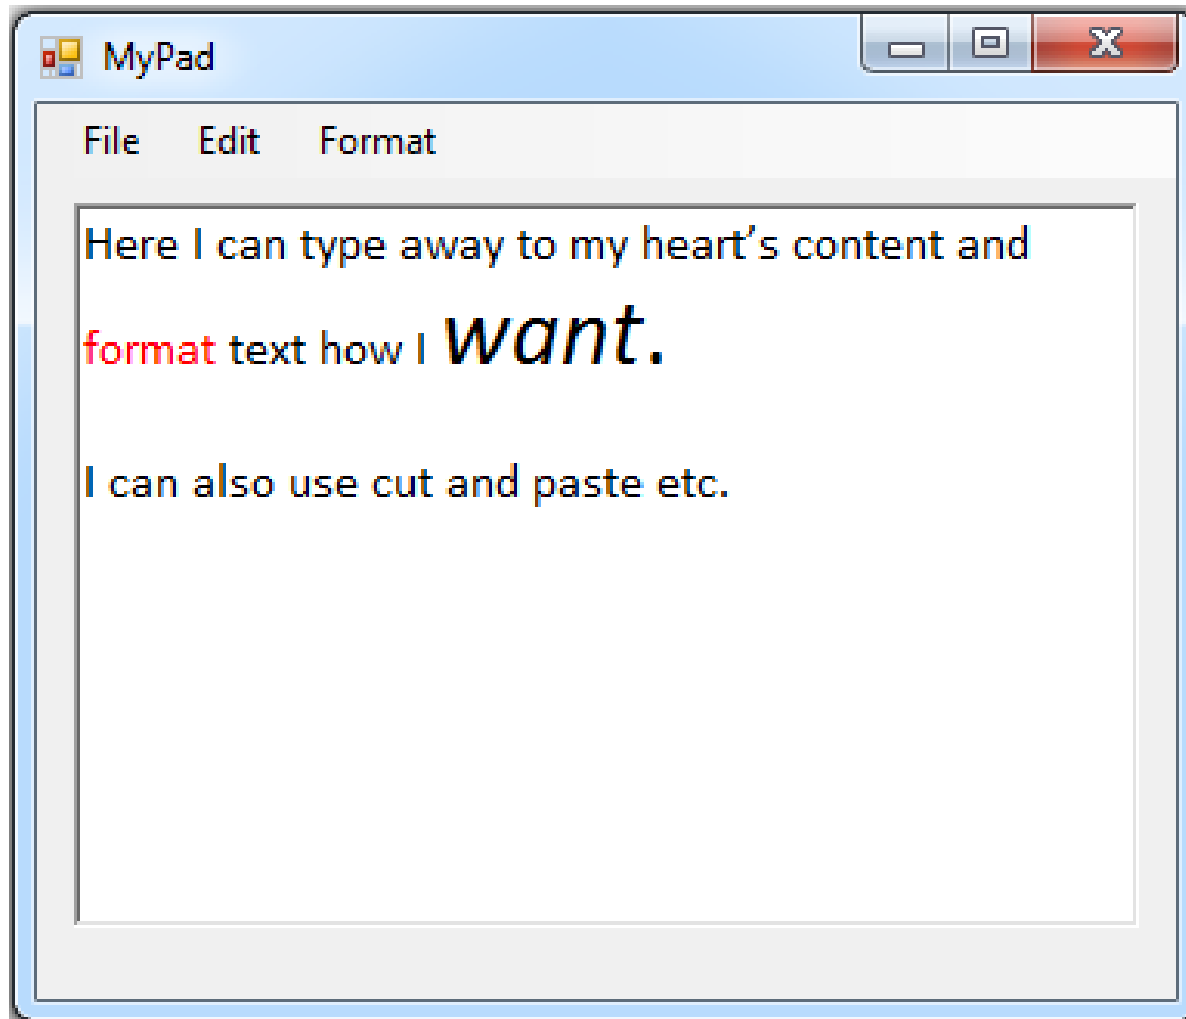 MyPad
File Edit Format
Here I can type away to my heart’s content and
format text how I want.
I can also use cut and paste etc.